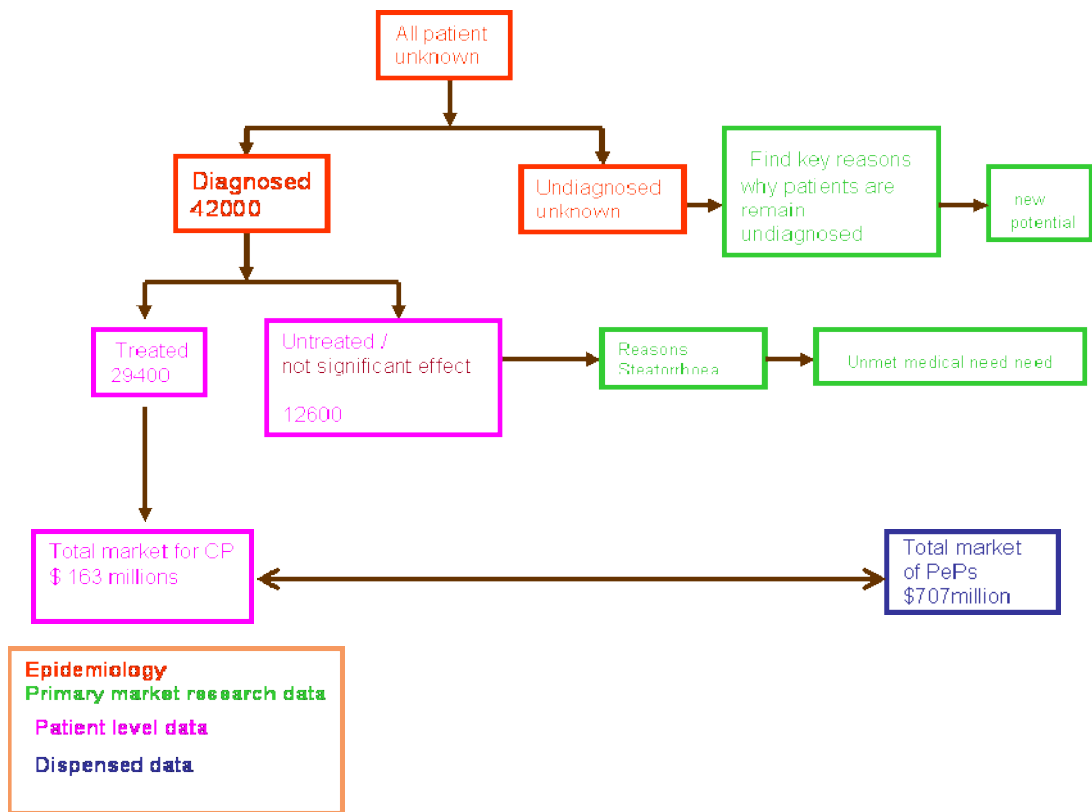 All patient
unknown
Diagnosed
42000
Undiagnosed
unknown
Find key reasons
why patients are
remain
undiagnosed
new
potential
Treated
29400
Untreated /
not significant effect
12600
Reasons
Steatorrhoea
Unmet medical need need
Total market for CP
$ 163 millions
Total market
of PePs
$707million
Epidemiology
Primary market research data
Patient level data
Dispensed data